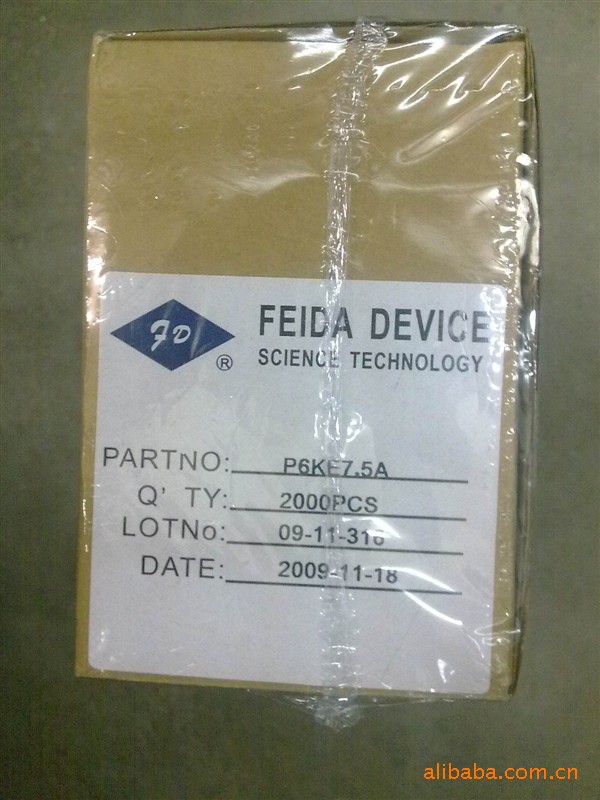 FD
®
FEIDA DEVICE
SCIENCE TECHNOLOGY
PARTNO: P6KE7.5A
Q' TY: 2000PCS
LOTNo: 09-11-316
DATE: 2009-11-18
alibaba.com.cn